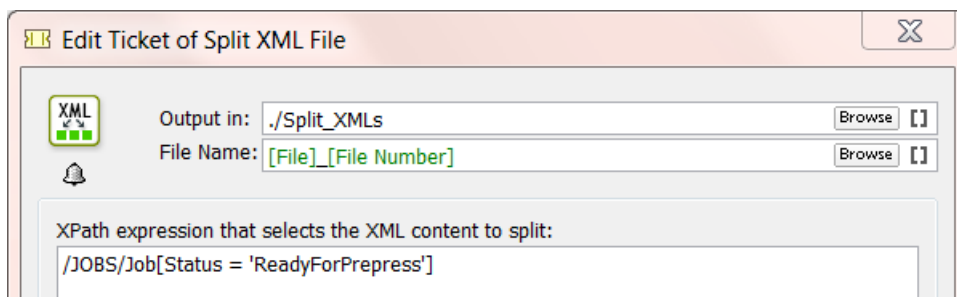 Edit Ticket of Split XML File
XML
Output in: ./Split_XMLs Browse []
File Name: [File]_[File Number] Browse []
XPath expression that selects the XML content to split:
/JOBS/Job[Status = 'ReadyForPrepress']